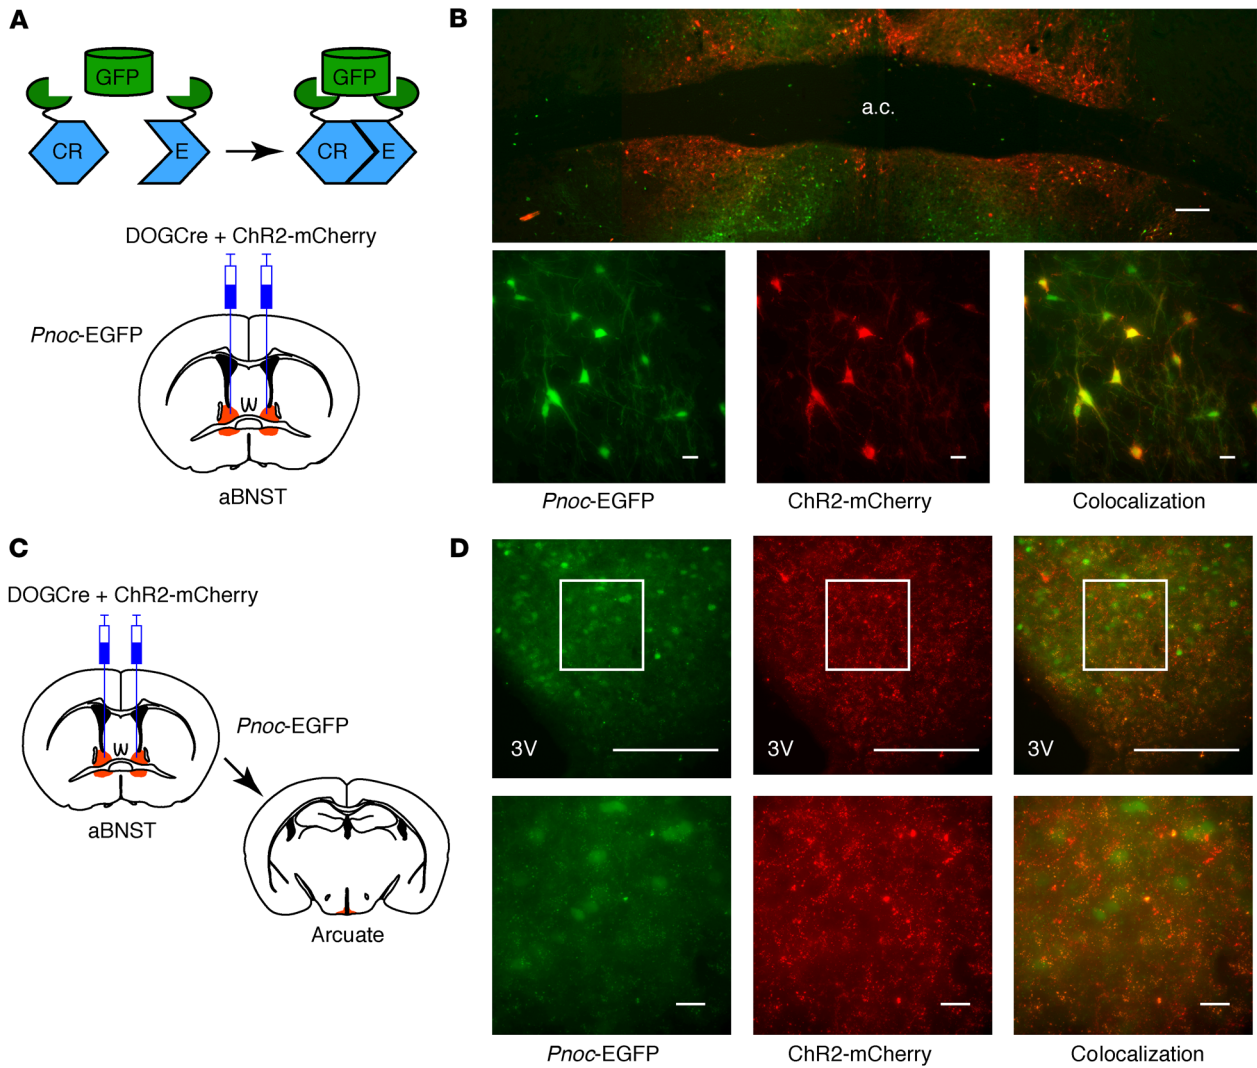 A
GFP
GFP
CR
E
CR
E
DOGCre + ChR2-mCherry
Pnoc-EGFP
aBNST
B
a.c.
Pnoc-EGFP
ChR2-mCherry
Colocalization
C
DOGCre + ChR2-mCherry
Pnoc-EGFP
aBNST
Arcuate
D
3V
3V
3V
Pnoc-EGFP
ChR2-mCherry
Colocalization